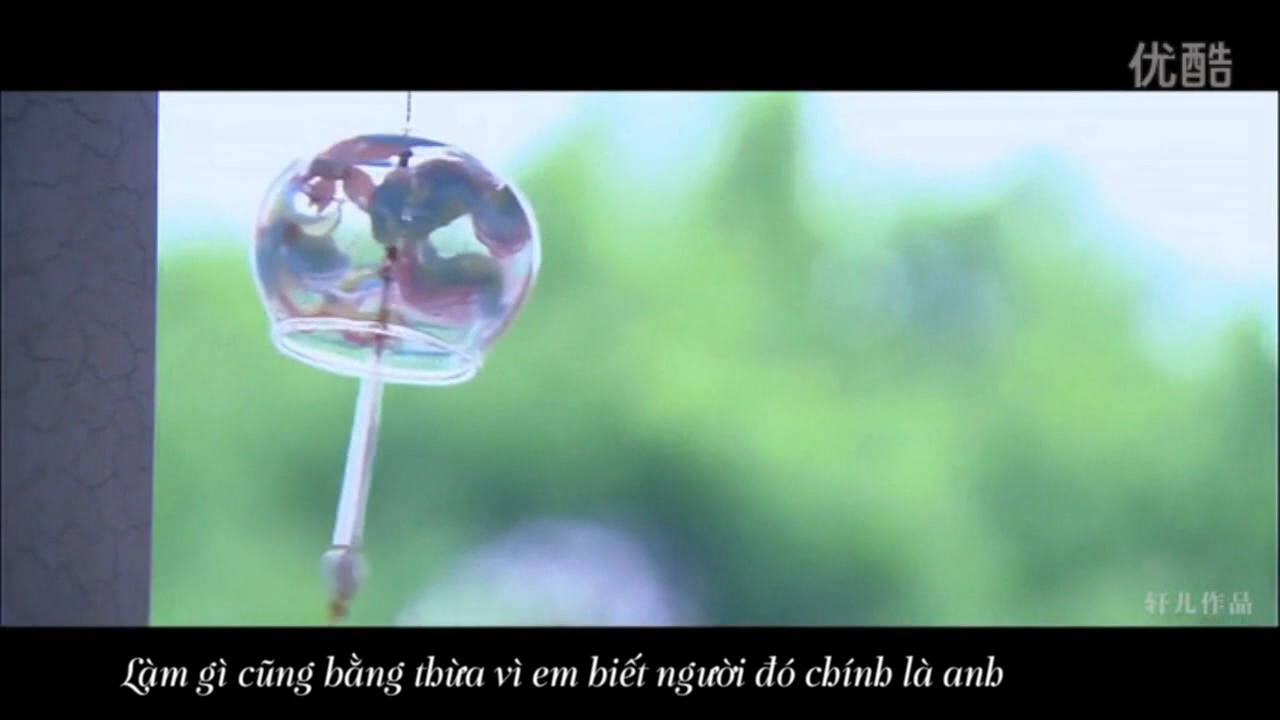 优酷
轩儿作品
Làm gì cũng bằng thừa vì em biết người đó chính là anh